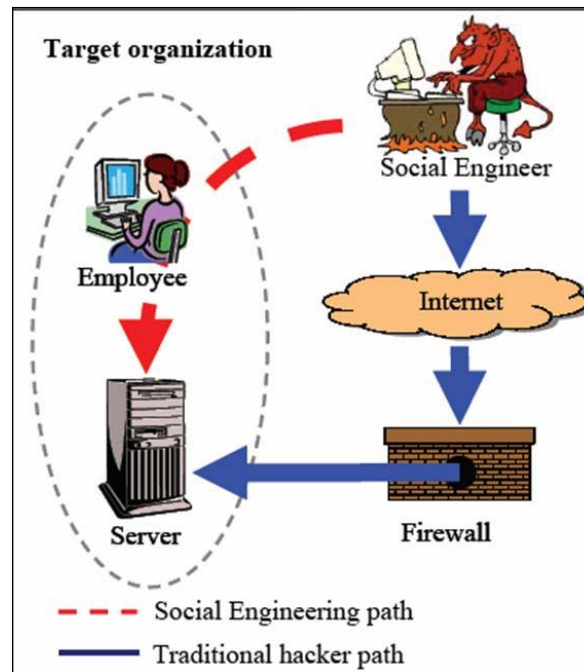 Target organization
Social Engineer
Employee
Internet
Server
Firewall
Social Engineering path
Traditional hacker path